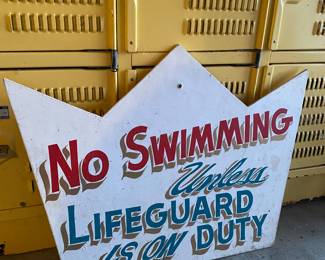 No Swimming
Unless
Lifeguard
is on Duty